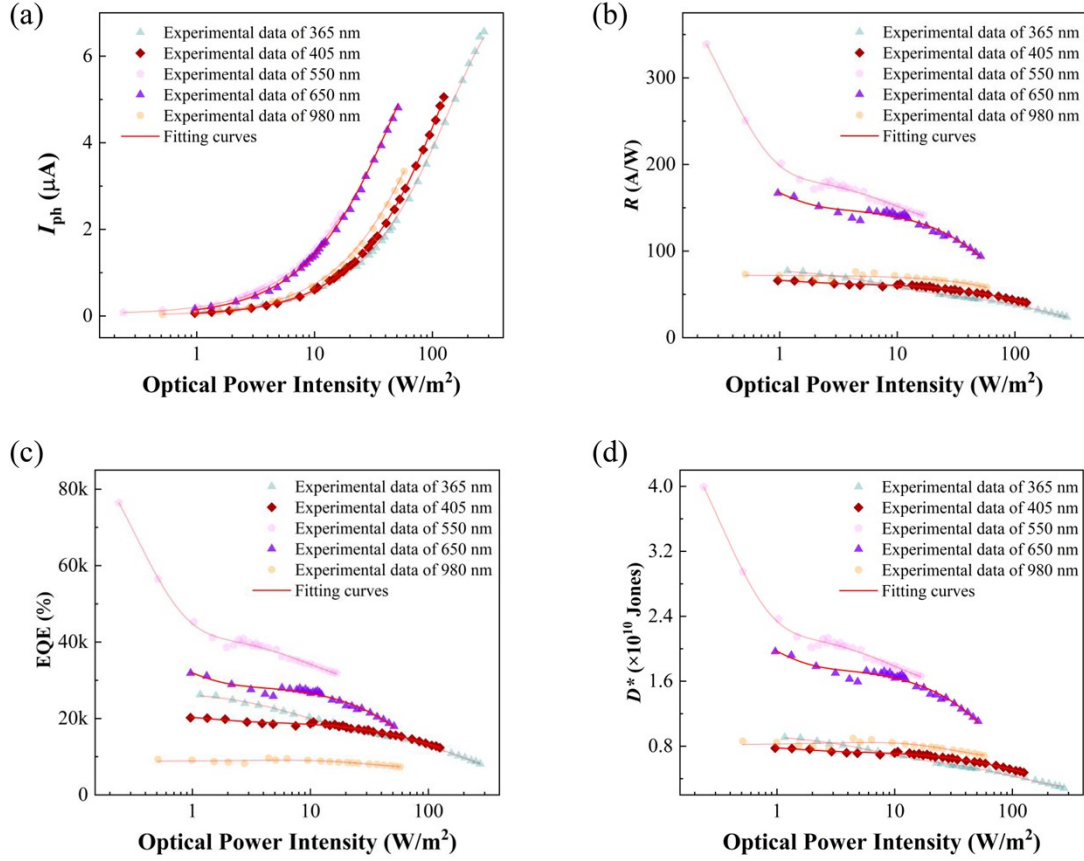 (a)
Experimental data of 365 nm
Experimental data of 405 nm
Experimental data of 550 nm
Experimental data of 650 nm
Experimental data of 980 nm
Fitting curves
6
4
2
0
I_ph (μA)
1
10
100
Optical Power Intensity (W/m²)
(b)
Experimental data of 365 nm
Experimental data of 405 nm
Experimental data of 550 nm
Experimental data of 650 nm
Experimental data of 980 nm
Fitting curves
350
300
250
200
150
100
50
0
R (A/W)
1
10
100
Optical Power Intensity (W/m²)
(c)
Experimental data of 365 nm
Experimental data of 405 nm
Experimental data of 550 nm
Experimental data of 650 nm
Experimental data of 980 nm
Fitting curves
80k
60k
40k
20k
0
EQE (%)
1
10
100
Optical Power Intensity (W/m²)
(d)
Experimental data of 365 nm
Experimental data of 405 nm
Experimental data of 550 nm
Experimental data of 650 nm
Experimental data of 980 nm
Fitting curves
4.0
3.2
2.4
1.6
0.8
D* (×10¹⁰ Jones)
1
10
100
Optical Power Intensity (W/m²)